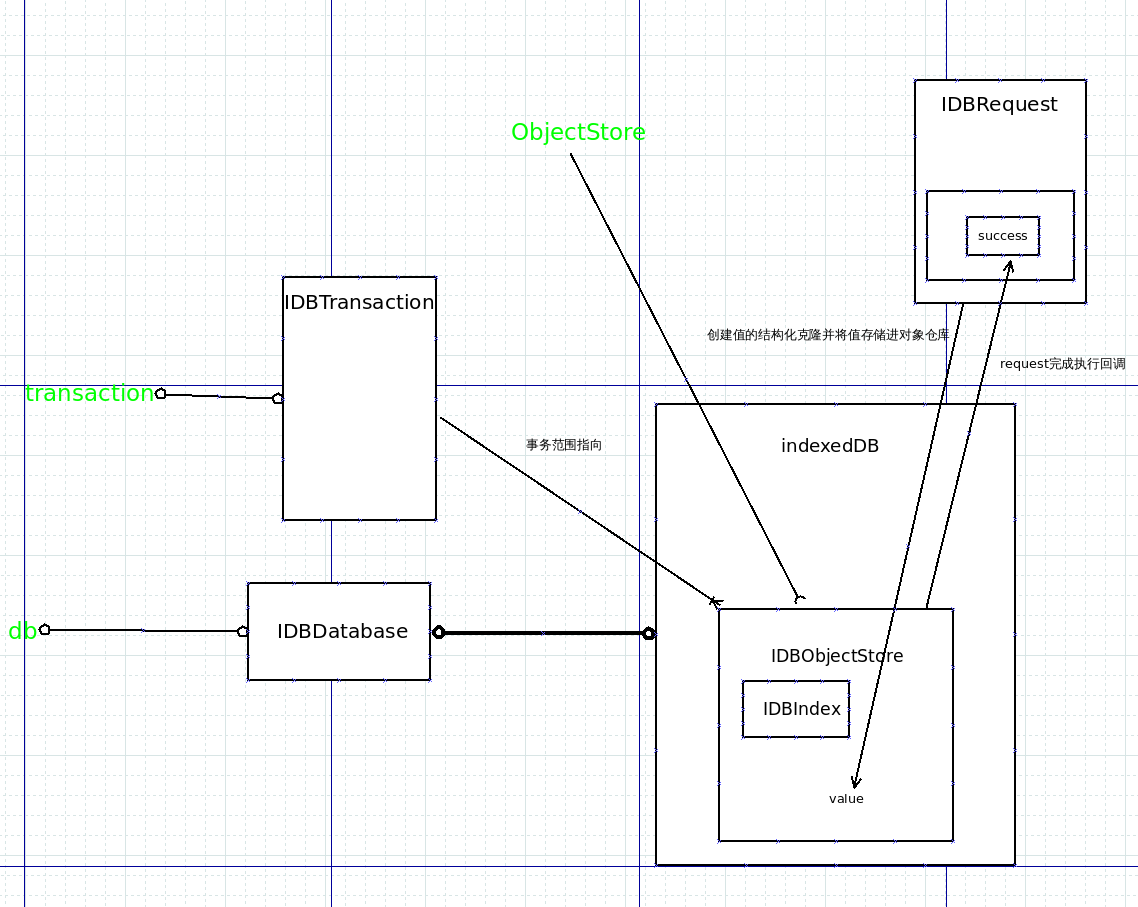 IDBRequest
ObjectStore
success
IDBTransaction
创建值的结构化克隆并将值存储进对象仓库
request完成执行回调
transaction
事务范围指向
indexedDB
db
IDBDatabase
IDBObjectStore
IDBIndex
value